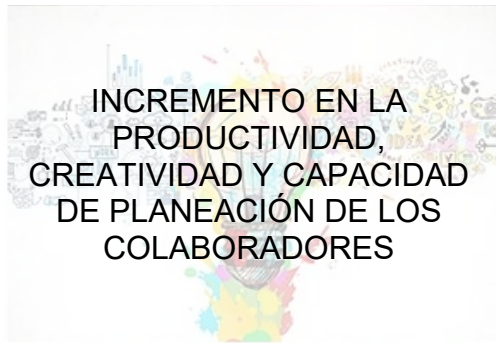 INCREMENTO EN LA
PRODUCTIVIDAD,
CREATIVIDAD Y CAPACIDAD
DE PLANEACIÓN DE LOS
COLABORADORES